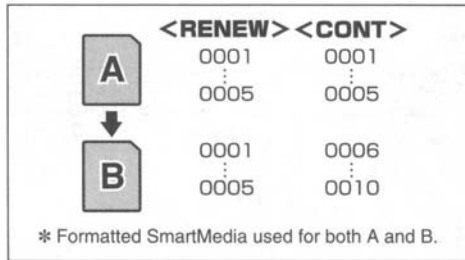 <RENEW> <CONT>
A 0001 0001
⋮ ⋮
0005 0005
B 0001 0006
⋮ ⋮
0005 0010
* Formatted SmartMedia used for both A and B.